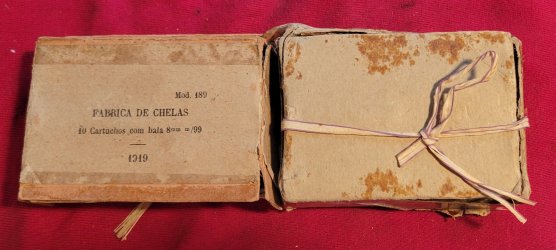 Mod. 189
FABRICA DE CHELAS
10 Cartuchos com bala 8mm m/99
1919